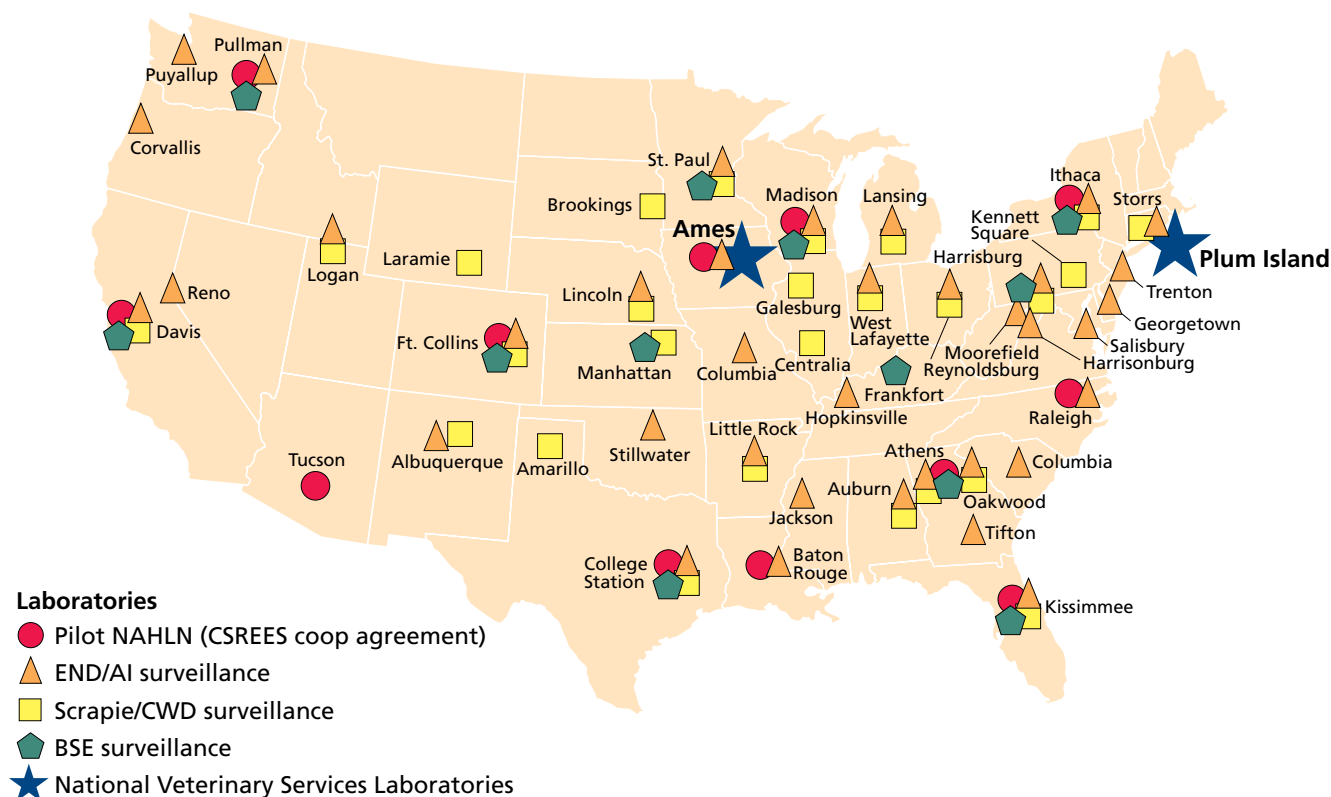 Pullman
Puyallup
Corvallis
St. Paul
Brookings
Madison
Lansing
Ithaca
Storrs
Kennett
Square
Ames
Plum Island
Logan
Laramie
Harrisburg
Reno
Lincoln
Galesburg
Trenton
Davis
Ft. Collins
West
Lafayette
Georgetown
Manhattan
Columbia
Centralia
Moorefield
Salisbury
Reynoldsburg
Harrisonburg
Frankfort
Hopkinsville
Raleigh
Little Rock
Tucson
Albuquerque
Amarillo
Stillwater
Athens
Columbia
Auburn
Oakwood
Jackson
Tifton
College
Station
Baton
Rouge
Kissimmee
Laboratories
Pilot NAHLN (CSREES coop agreement)
END/AI surveillance
Scrapie/CWD surveillance
BSE surveillance
National Veterinary Services Laboratories